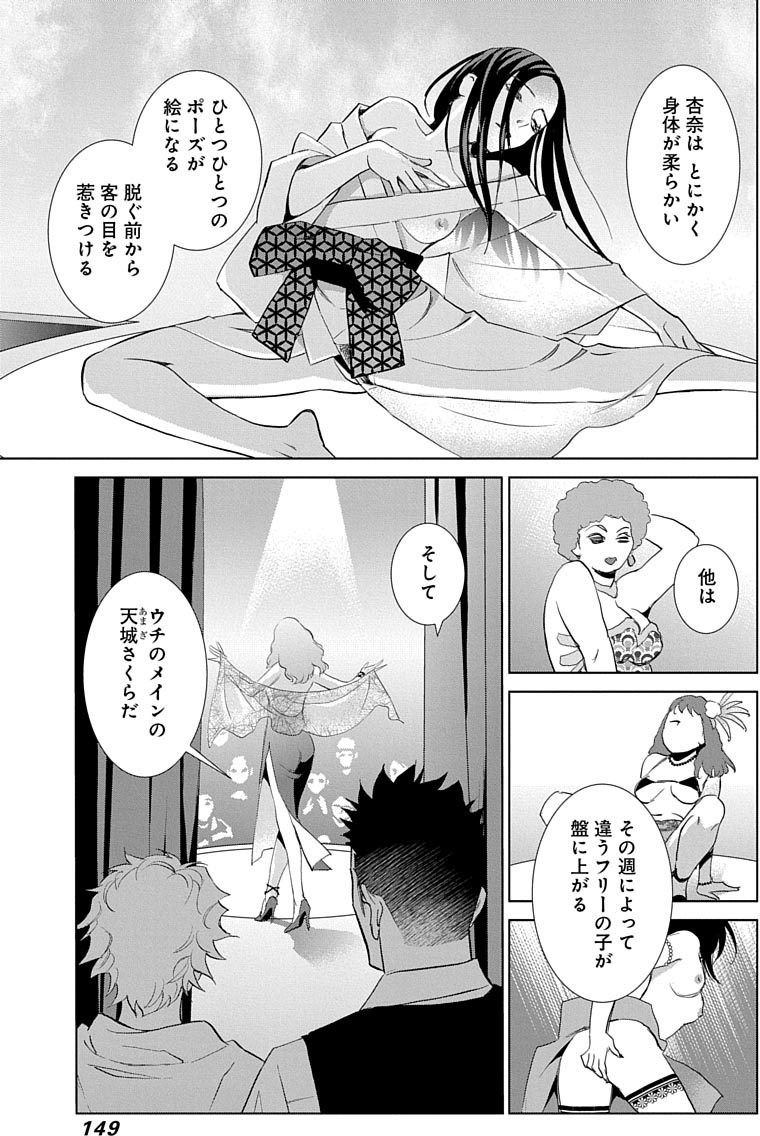 杏奈は とにかく
身体が柔らかい
ひとつひとつの
ポーズが
絵になる
脱ぐ前から
客の目を
惹きつける
他は
その週によって
違うフリーの子が
盤に上がる
そして
ウチのメインの
天城さくらだ
あまぎ
149